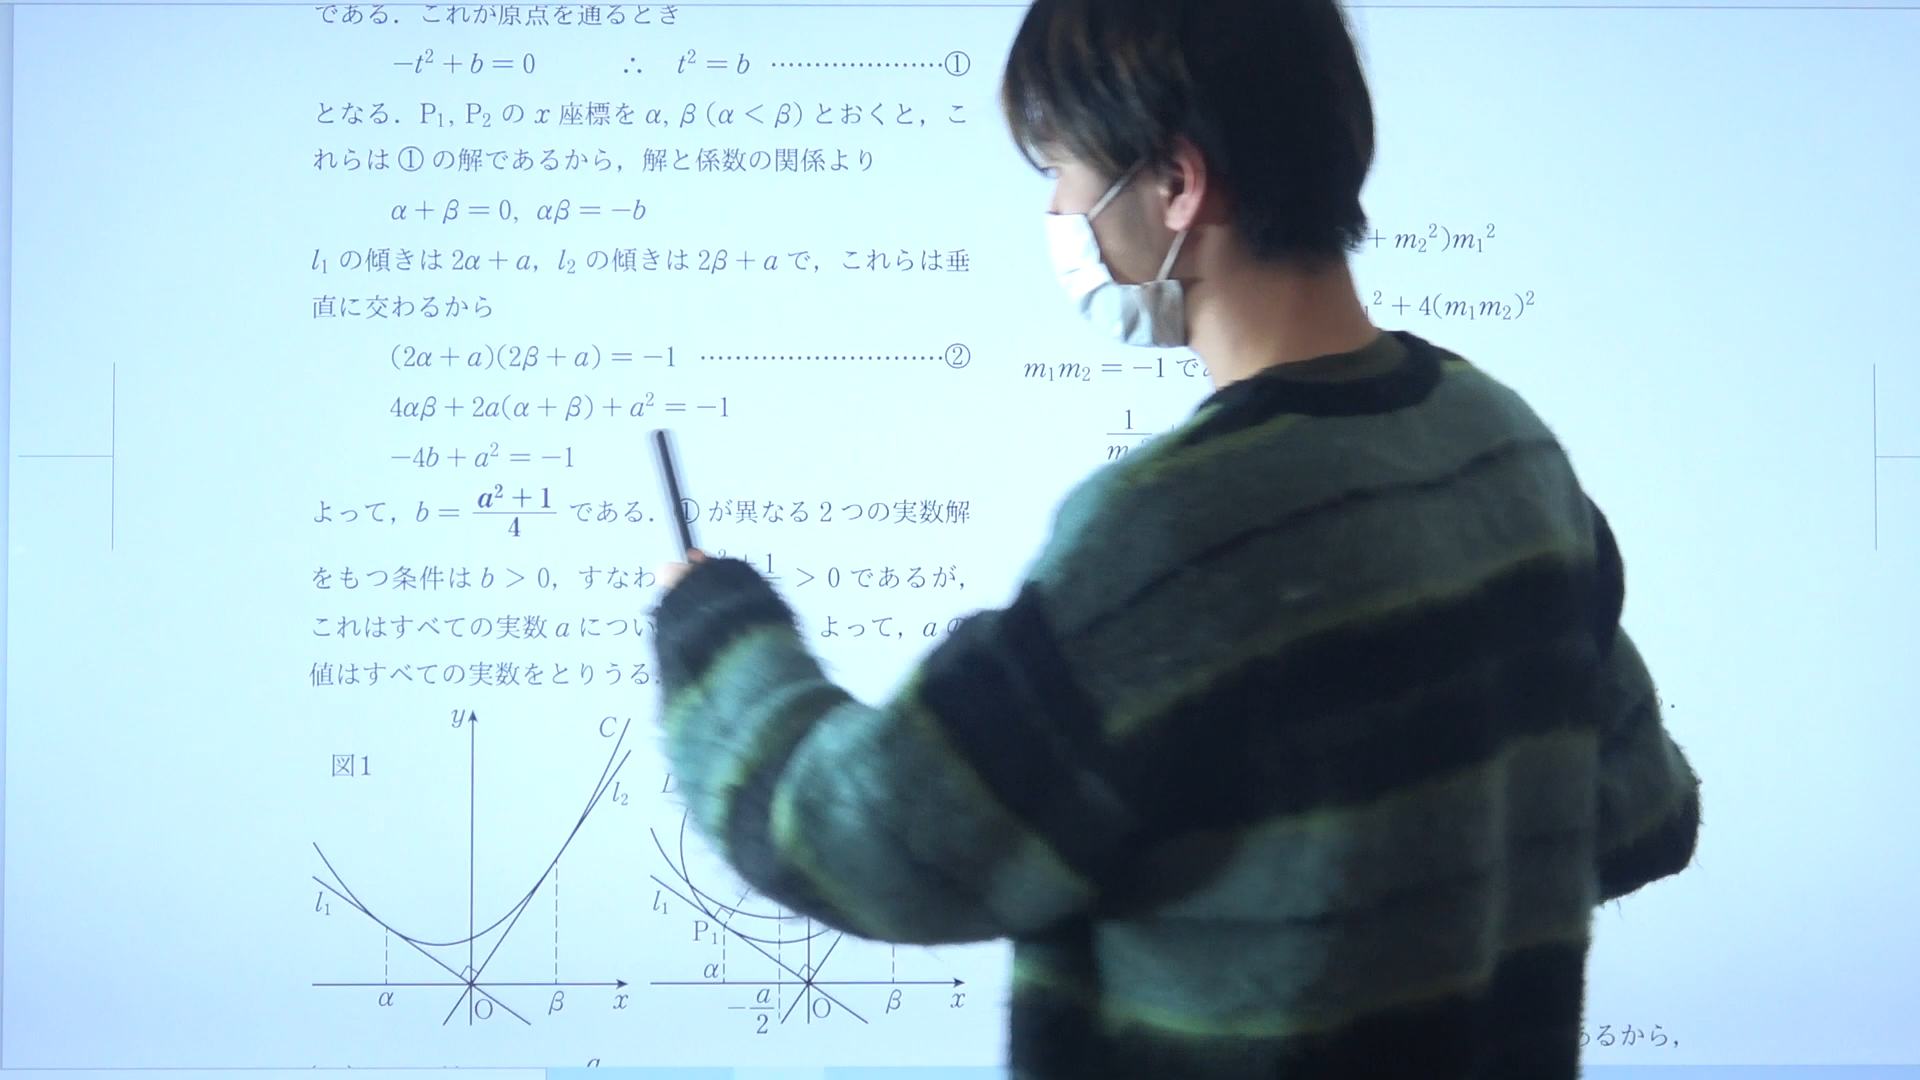 である．これが原点を通るとき
−t² + b = 0 ∴ t² = b ····················①
となる．P₁, P₂ の x 座標を α, β (α < β) とおくと，こ
れらは ① の解であるから，解と係数の関係より
α + β = 0, αβ = −b
l₁ の傾きは 2α + a，l₂ の傾きは 2β + a で，これらは垂
直に交わるから
(2α + a)(2β + a) = −1 ····························②
4αβ + 2a(α + β) + a² = −1
−4b + a² = −1
よって，b = (a² + 1)/4 である．① が異なる 2 つの実数解
をもつ条件は b > 0，すなわ ² + 1 > 0 であるが，
これはすべての実数 a につい よって，a の
値はすべての実数をとりうる．
図1
y
C
l₂
l₁
α
O
β
x
l₁
P₁
α
−a/2
O
β
x
a
+ m₂²)m₁²
₁² + 4(m₁m₂)²
m₁m₂ = −1 で
1
m
るから，